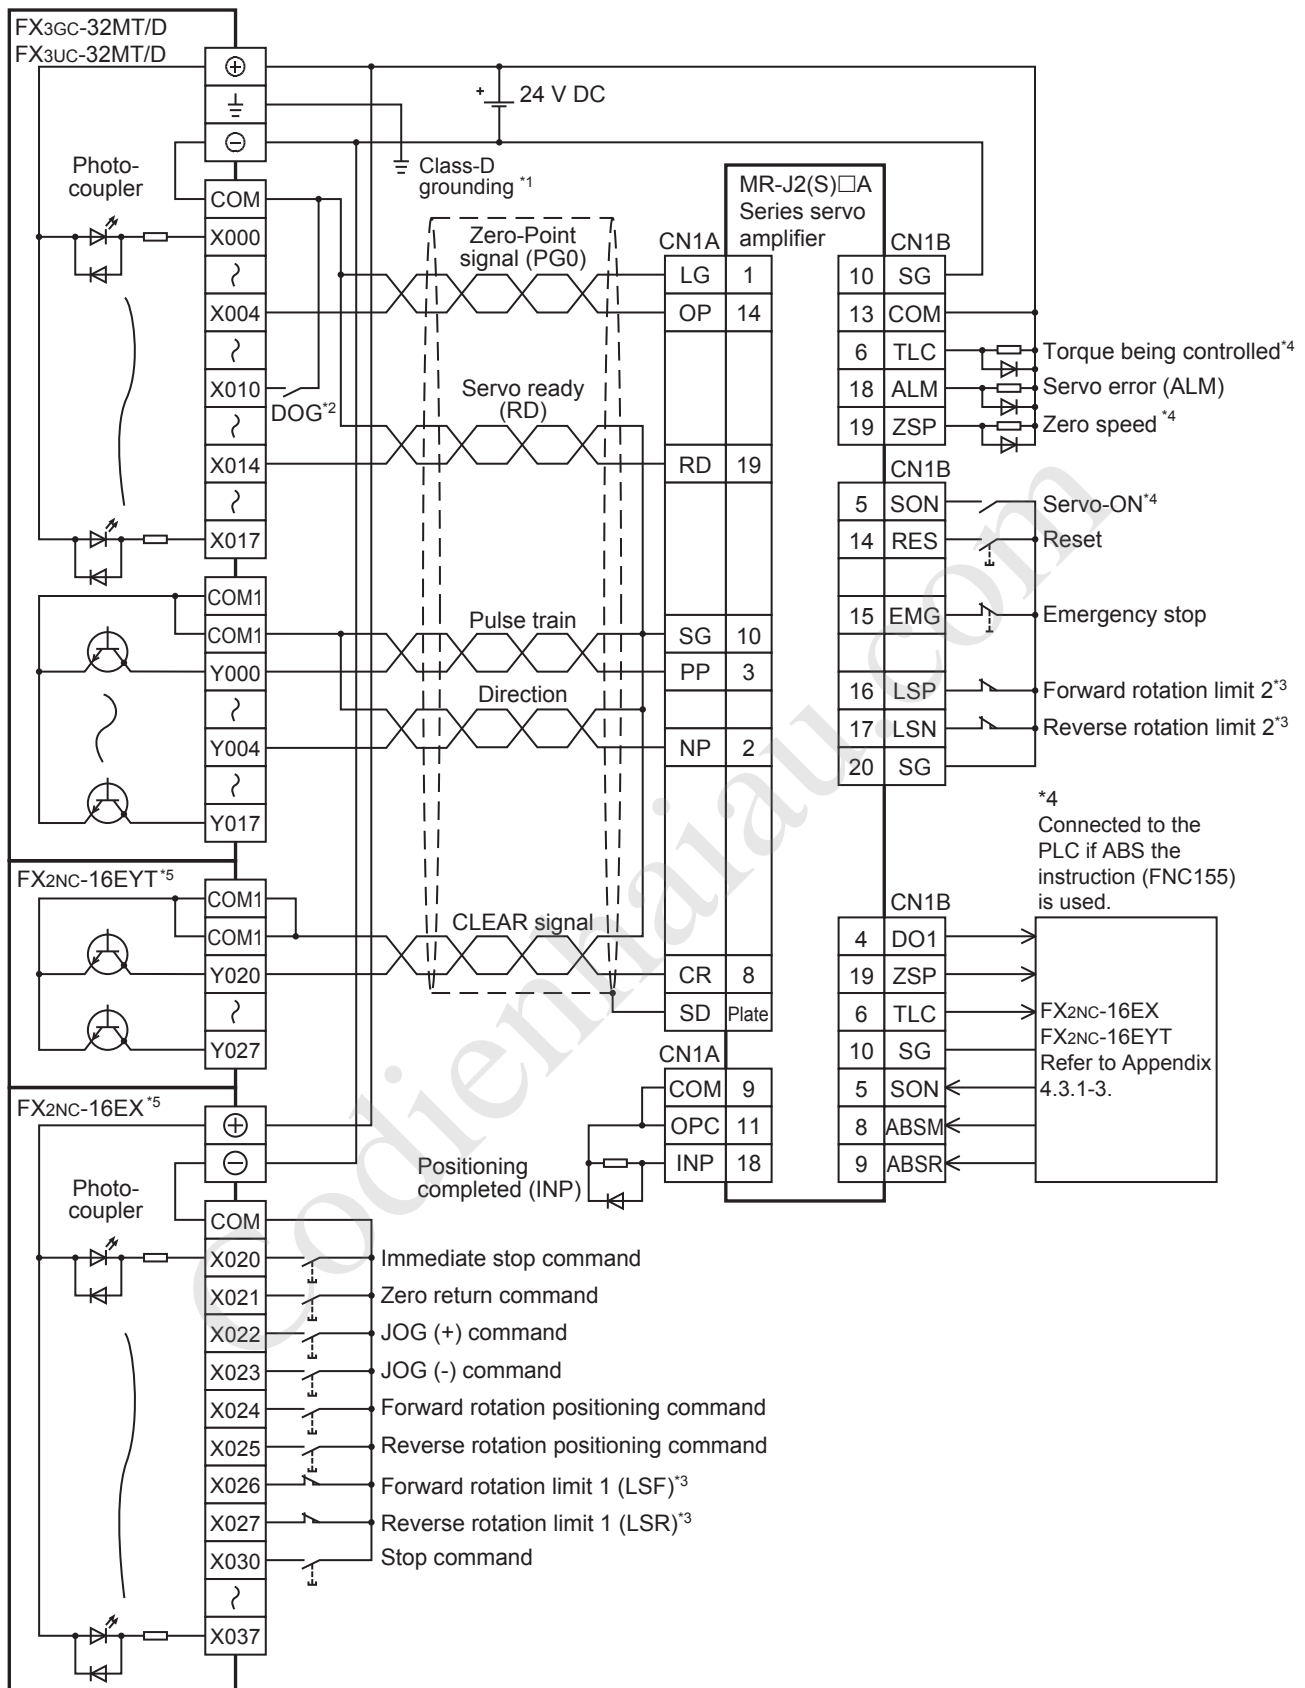 FX3GC-32MT/D
FX3UC-32MT/D
+
24 V DC
Class-D
grounding *1
Photo-
coupler
COM
X000
X004
X010
DOG*2
X014
X017
COM1
COM1
Y000
Y004
Y017
Zero-Point
signal (PG0)
Servo ready
(RD)
Pulse train
Direction
CLEAR signal
MR-J2(S)□A
Series servo
amplifier
CN1A
LG 1
OP 14
RD 19
SG 10
PP 3
NP 2
CR 8
SD Plate
CN1A
COM 9
OPC 11
INP 18
Positioning
completed (INP)
CN1B
10 SG
13 COM
6 TLC Torque being controlled*4
18 ALM Servo error (ALM)
19 ZSP Zero speed *4
CN1B
5 SON Servo-ON*4
14 RES Reset
15 EMG Emergency stop
16 LSP Forward rotation limit 2*3
17 LSN Reverse rotation limit 2*3
20 SG
*4
Connected to the
PLC if ABS the
instruction (FNC155)
is used.
CN1B
4 DO1
19 ZSP
6 TLC
10 SG
5 SON
8 ABSM
9 ABSR
FX2NC-16EX
FX2NC-16EYT
Refer to Appendix
4.3.1-3.
FX2NC-16EYT*5
COM1
COM1
Y020
Y027
FX2NC-16EX*5
Photo-
coupler
COM
X020 Immediate stop command
X021 Zero return command
X022 JOG (+) command
X023 JOG (-) command
X024 Forward rotation positioning command
X025 Reverse rotation positioning command
X026 Forward rotation limit 1 (LSF)*3
X027 Reverse rotation limit 1 (LSR)*3
X030 Stop command
X037
Codienhaiau.com